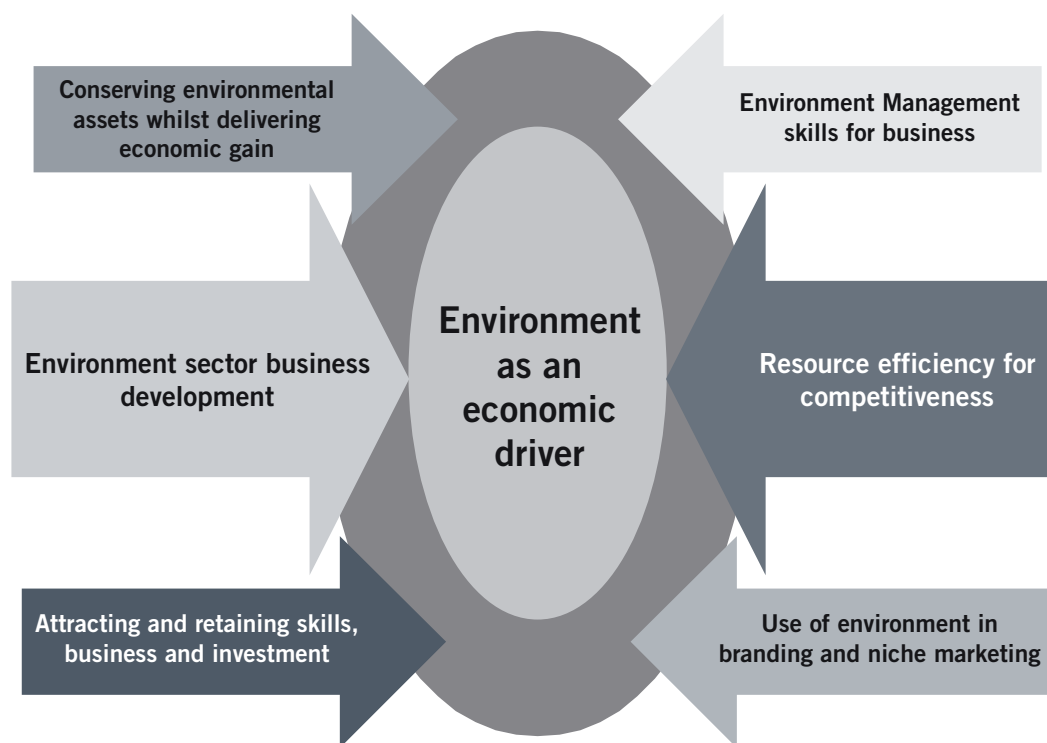 Conserving environmental
assets whilst delivering
economic gain
Environment Management
skills for business
Environment sector business
development
Environment
as an
economic
driver
Resource efficiency for
competitiveness
Attracting and retaining skills,
business and investment
Use of environment in
branding and niche marketing